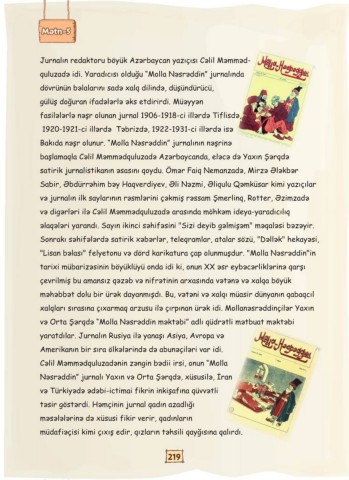 Mətn-5
Jurnalın redaktoru böyük Azərbaycan yazıçısı Cəlil Məmməd-
quluzadə idi. Yaradıcısı olduğu "Molla Nəsrəddin" jurnalında
dövrünün bəlalarını sadə xalq dilində, düşündürücü,
gülüş doğuran ifadələrlə əks etdirirdi. Müəyyən
fasilələrlə nəşr olunan jurnal 1906-1918-ci illərdə Tiflisdə,
1920-1921-ci illərdə Təbrizdə, 1922-1931-ci illərdə isə
Bakıda nəşr olunur. "Molla Nəsrəddin" jurnalının nəşrinə
başlamaqla Cəlil Məmmədquluzadə Azərbaycanda, eləcə də Yaxın Şərqdə
satirik jurnalistikanın əsasını qoydu. Ömər Faiq Nemanzadə, Mirzə Ələkbər
Sabir, Əbdürrəhim bəy Haqverdiyev, Əli Nəzmi, Əliqulu Qəmküsar kimi yazıçılar
və jurnalın ilk saylarının rəsmlərini çəkmiş rəssam Şmerlinq, Rotter, Əzimzadə
və digərləri ilə Cəlil Məmmədquluzadə arasında möhkəm ideya-yaradıcılıq
əlaqələri yarandı. Sayın ikinci səhifəsini "Sizi deyib gəlmişəm" məqaləsi bəzəyir.
Sonrakı səhifələrdə satirik xəbərlər, teleqramlar, atalar sözü, "Dəllək" hekayəsi,
"Lisan bəlası" felyetonu və dörd karikatura çap olunmuşdur. "Molla Nəsrəddin"in
tarixi mübarizəsinin böyüklüyü onda idi ki, onun XX əsr eybəcərliklərinə qarşı
çevrilmiş bu amansız qəzəb və nifrətinin arxasında vətənə və xalqa böyük
məhəbbət dolu bir ürək dayanmışdı. Bu, vətəni və xalqı müasir dünyanın qabaqcıl
xalqları sırasına çıxarmaq arzusu ilə çırpınan ürək idi. Mollanəsrəddinçilər Yaxın
və Orta Şərqdə "Molla Nəsrəddin məktəbi" adlı qüdrətli mətbuat məktəbi
yaratdılar. Jurnalın Rusiya ilə yanaşı Asiya, Avropa və
Amerikanın bir sıra ölkələrində də abunəçiləri var idi.
Cəlil Məmmədquluzadənin zəngin bədii irsi, onun "Molla
Nəsrəddin" jurnalı Yaxın və Orta Şərqdə, xüsusilə, İran
və Türkiyədə ədəbi-ictimai fikrin inkişafına qüvvətli
təsir göstərdi. Həmçinin jurnal qadın azadlığı
məsələlərinə də xüsusi fikir verir, qadınların
müdafiəçisi kimi çıxış edir, qızların təhsili qayğısına qalırdı.
219